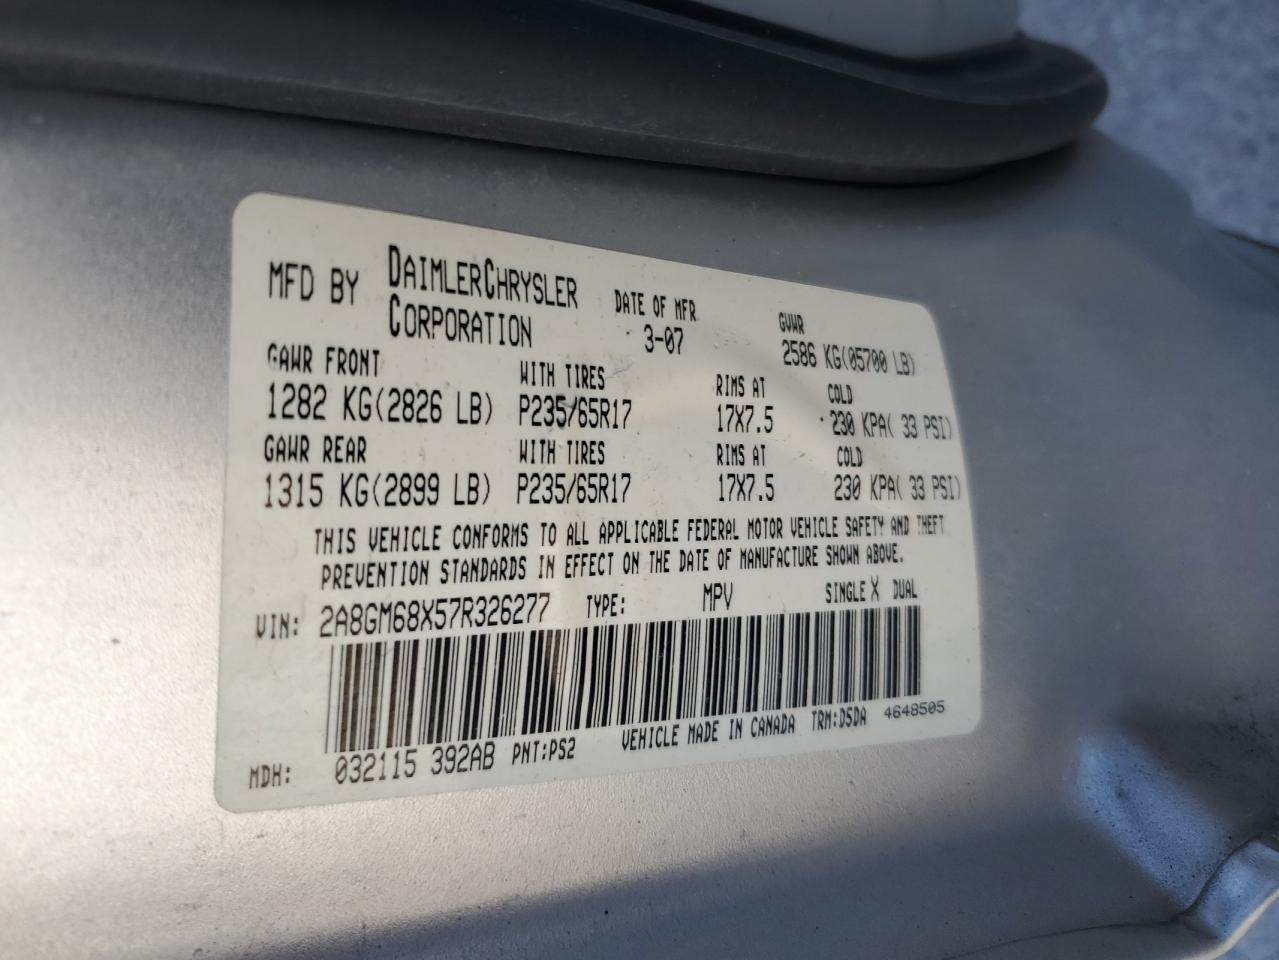 MFD BY DAIMLERCHRYSLER CORPORATION
DATE OF MFR 3-07
GVWR 2586 KG(05700 LB)
GAWR FRONT WITH TIRES RIMS AT COLD
1282 KG(2826 LB) P235/65R17 17X7.5 230 KPA( 33 PSI)
GAWR REAR WITH TIRES RIMS AT COLD
1315 KG(2899 LB) P235/65R17 17X7.5 230 KPA( 33 PSI)
THIS VEHICLE CONFORMS TO ALL APPLICABLE FEDERAL MOTOR VEHICLE SAFETY AND THEFT
PREVENTION STANDARDS IN EFFECT ON THE DATE OF MANUFACTURE SHOWN ABOVE.
VIN: 2A8GM68X57R326277 TYPE: MPV SINGLE X DUAL
MDH: 032115 392AB PNT:PS2 VEHICLE MADE IN CANADA TRM:DSDA 4648505